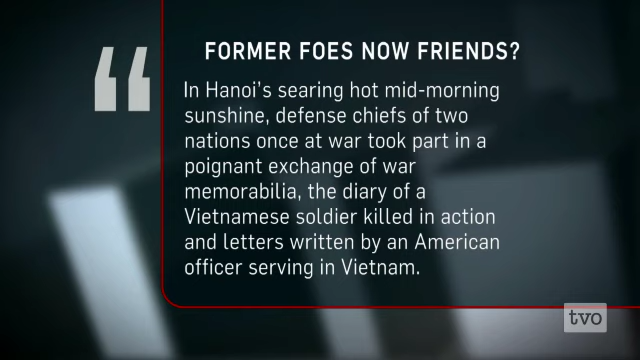 FORMER FOES NOW FRIENDS?
In Hanoi's searing hot mid-morning
sunshine, defense chiefs of two
nations once at war took part in a
poignant exchange of war
memorabilia, the diary of a
Vietnamese soldier killed in action
and letters written by an American
officer serving in Vietnam.
tvo